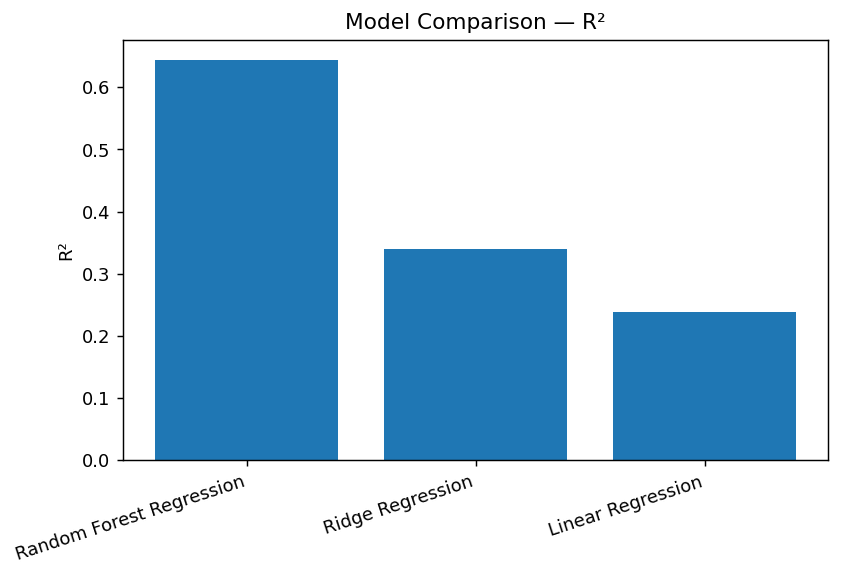 Model Comparison — R²
R²
0.6
0.5
0.4
0.3
0.2
0.1
0.0
Random Forest Regression
Ridge Regression
Linear Regression